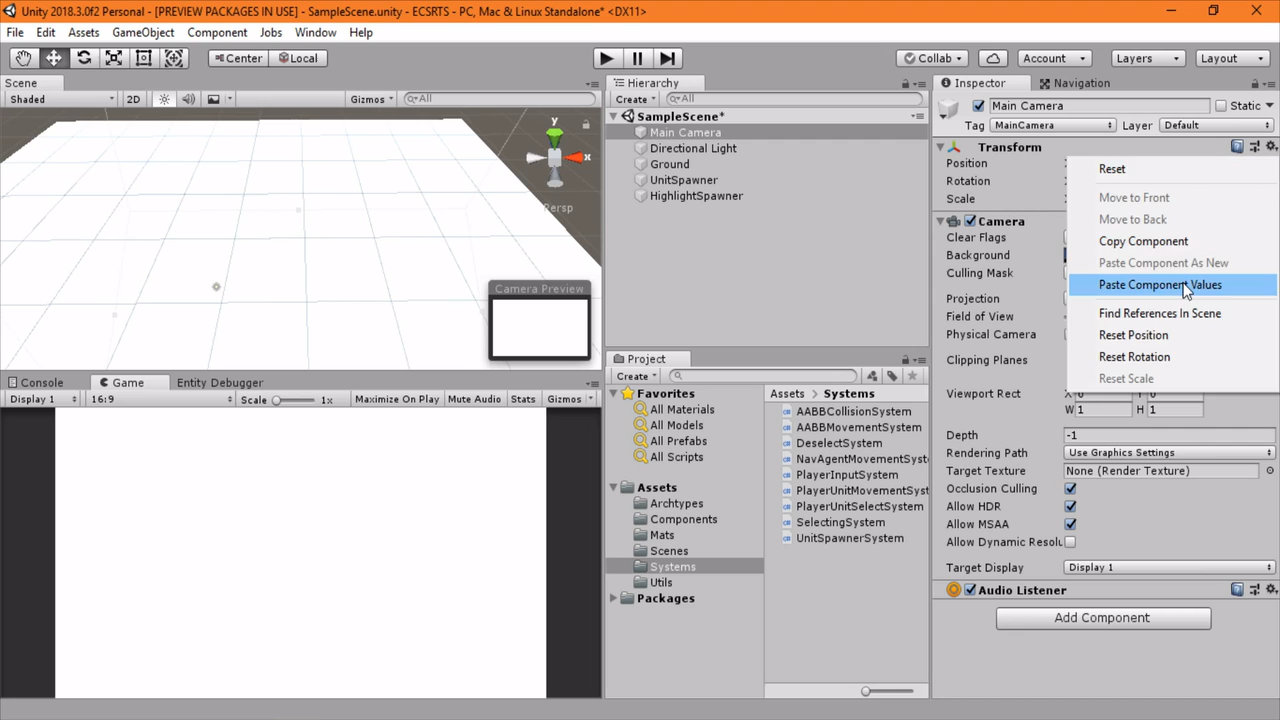 Unity 2018.3.0f2 Personal - [PREVIEW PACKAGES IN USE] - SampleScene.unity - ECSRTS - PC, Mac & Linux Standalone* <DX11>
File Edit Assets GameObject Component Jobs Window Help
Center Local Collab Account Layers Layout
Scene
Shaded 2D Gizmos All
y
x
Persp
Camera Preview
Console Game Entity Debugger
Display 1 16:9 Scale 1x Maximize On Play Mute Audio Stats Gizmos
Hierarchy
Create All
SampleScene*
Main Camera
Directional Light
Ground
UnitSpawner
HighlightSpawner
Project
Create
Favorites
All Materials
All Models
All Prefabs
All Scripts
Assets
Archtypes
Components
Mats
Scenes
Systems
Utils
Packages
Assets Systems
AABBCollisionSystem
AABBMovementSystem
DeselectSystem
NavAgentMovementSyste
PlayerInputSystem
PlayerUnitMovementSyst
PlayerUnitSelectSystem
SelectingSystem
UnitSpawnerSystem
Inspector Navigation
Main Camera Static
Tag MainCamera Layer Default
Transform
Position
Rotation
Scale
Camera
Clear Flags
Background
Culling Mask
Projection
Field of View
Physical Camera
Clipping Planes
Reset
Move to Front
Move to Back
Copy Component
Paste Component As New
Paste Component Values
Find References In Scene
Reset Position
Reset Rotation
Reset Scale
Viewport Rect X 0 Y 0
W 1 H 1
Depth -1
Rendering Path Use Graphics Settings
Target Texture None (Render Texture)
Occlusion Culling
Allow HDR
Allow MSAA
Allow Dynamic Resolu
Target Display Display 1
Audio Listener
Add Component